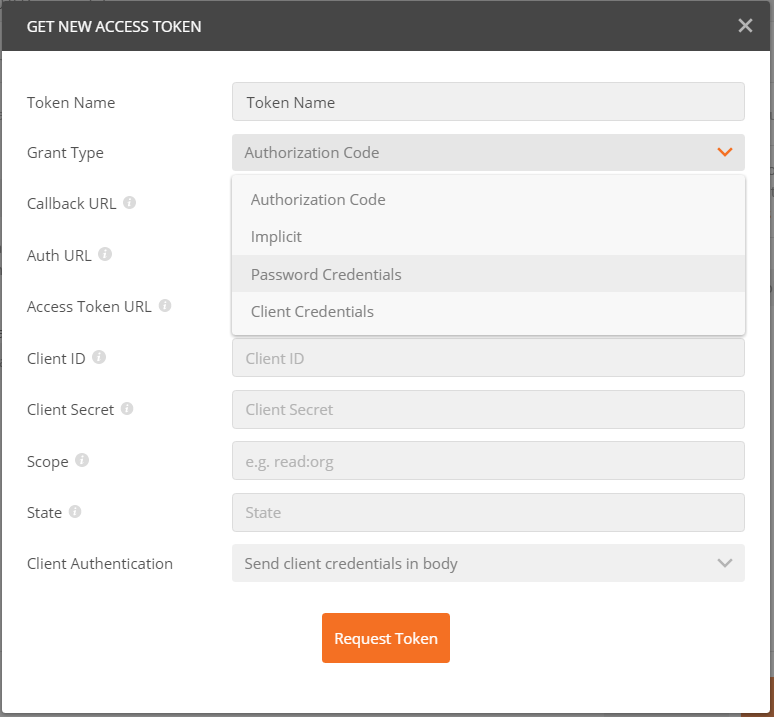 GET NEW ACCESS TOKEN
Token Name Token Name
Grant Type Authorization Code
Authorization Code
Callback URL
Implicit
Auth URL
Password Credentials
Access Token URL
Client Credentials
Client ID Client ID
Client Secret Client Secret
Scope e.g. read:org
State State
Client Authentication Send client credentials in body
Request Token